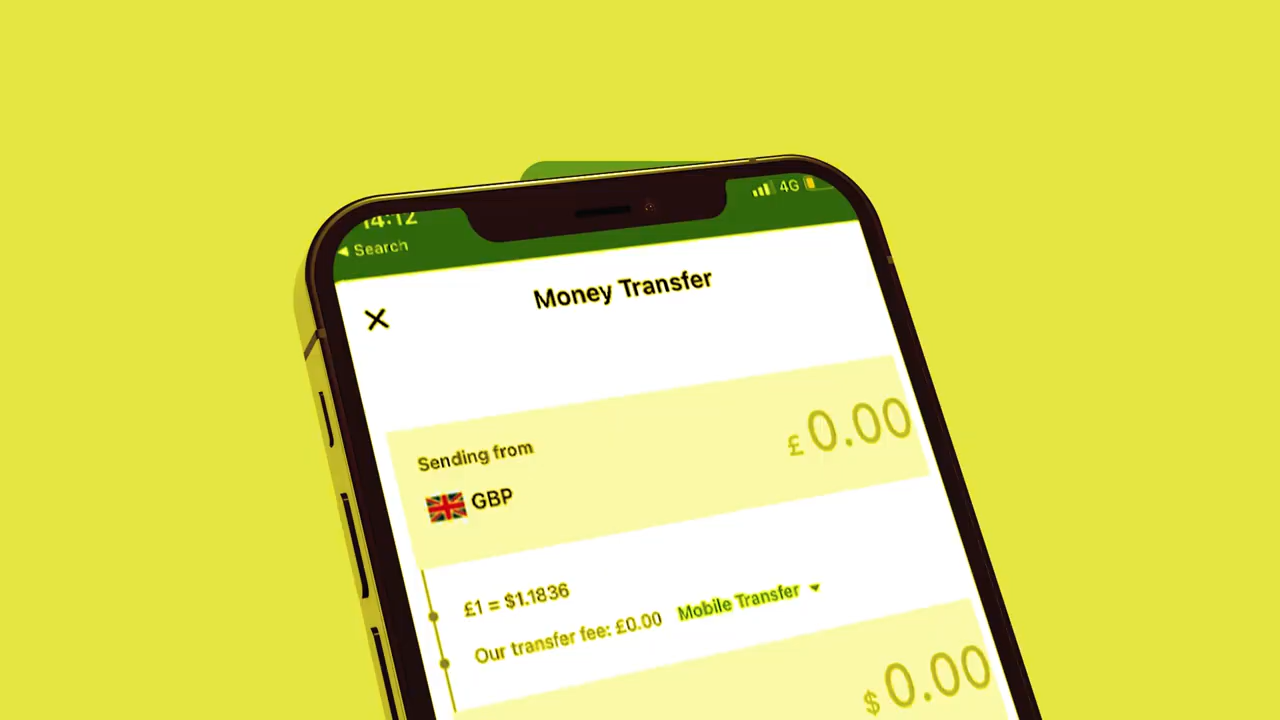 14:12
4G
◀ Search
Money Transfer
Sending from
£0.00
GBP
£1 = $1.1836
Our transfer fee: £0.00 Mobile Transfer
$0.00